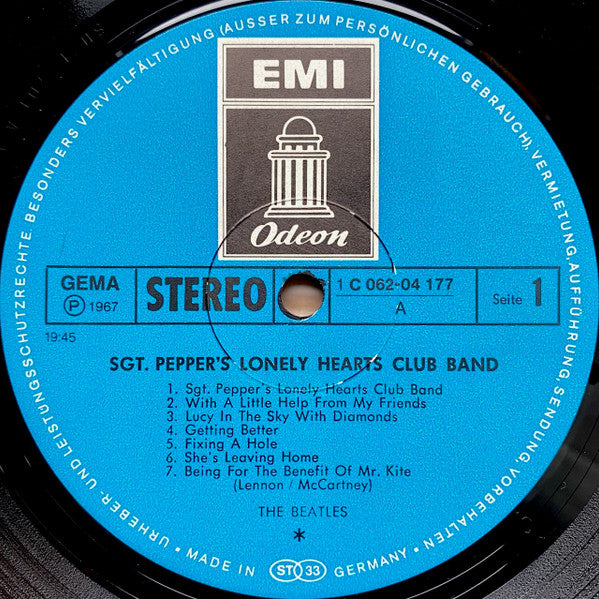 URHEBER- UND LEISTUNGSSCHUTZRECHTE. BESONDERS VERVIELFÄLTIGUNG (AUSSER ZUM PERSÖNLICHEN GEBRAUCH), VERMIETUNG, AUFFÜHRUNG, SENDUNG, VORBEHALTEN •
EMI
Odeon
GEMA
Ⓟ 1967
STEREO
1 C 062-04 177
A
Seite 1
19:45
SGT. PEPPER'S LONELY HEARTS CLUB BAND
1. Sgt. Pepper's Lonely Hearts Club Band
2. With A Little Help From My Friends
3. Lucy In The Sky With Diamonds
4. Getting Better
5. Fixing A Hole
6. She's Leaving Home
7. Being For The Benefit Of Mr. Kite
(Lennon / McCartney)
THE BEATLES
*
• MADE IN ST 33 GERMANY •